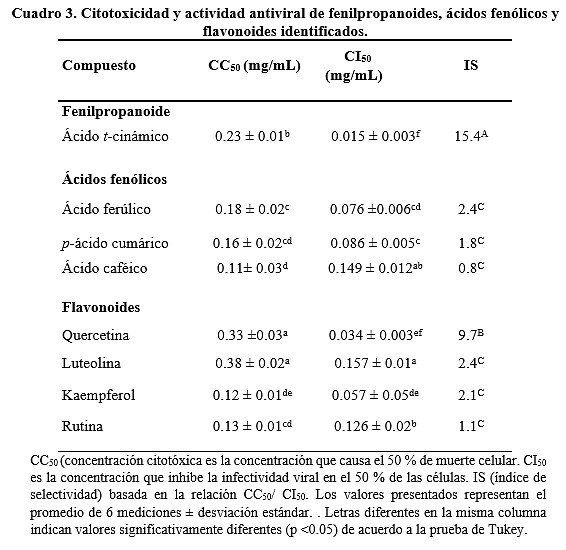 Cuadro 3. Citotoxicidad y actividad antiviral de fenilpropanoides, ácidos fenólicos y
flavonoides identificados.
Compuesto CC₅₀ (mg/mL) CI₅₀ (mg/mL) IS
Fenilpropanoide
Ácido t-cinámico 0.23 ± 0.01ᵇ 0.015 ± 0.003ᶠ 15.4ᴬ
Ácidos fenólicos
Ácido ferúlico 0.18 ± 0.02ᶜ 0.076 ±0.006ᶜᵈ 2.4ᶜ
p-ácido cumárico 0.16 ± 0.02ᶜᵈ 0.086 ± 0.005ᶜ 1.8ᶜ
Ácido caféico 0.11± 0.03ᵈ 0.149 ± 0.012ᵃᵇ 0.8ᶜ
Flavonoides
Quercetina 0.33 ±0.03ᵃ 0.034 ± 0.003ᵉᶠ 9.7ᴮ
Luteolina 0.38 ± 0.02ᵃ 0.157 ± 0.01ᵃ 2.4ᶜ
Kaempferol 0.12 ± 0.01ᵈᵉ 0.057 ± 0.05ᵈᵉ 2.1ᶜ
Rutina 0.13 ± 0.01ᶜᵈ 0.126 ± 0.02ᵇ 1.1ᶜ
CC₅₀ (concentración citotóxica es la concentración que causa el 50 % de muerte celular. CI₅₀
es la concentración que inhibe la infectividad viral en el 50 % de las células. IS (índice de
selectividad) basada en la relación CC₅₀/ CI₅₀. Los valores presentados representan el
promedio de 6 mediciones ± desviación estándar. . Letras diferentes en la misma columna
indican valores significativamente diferentes (p <0.05) de acuerdo a la prueba de Tukey.